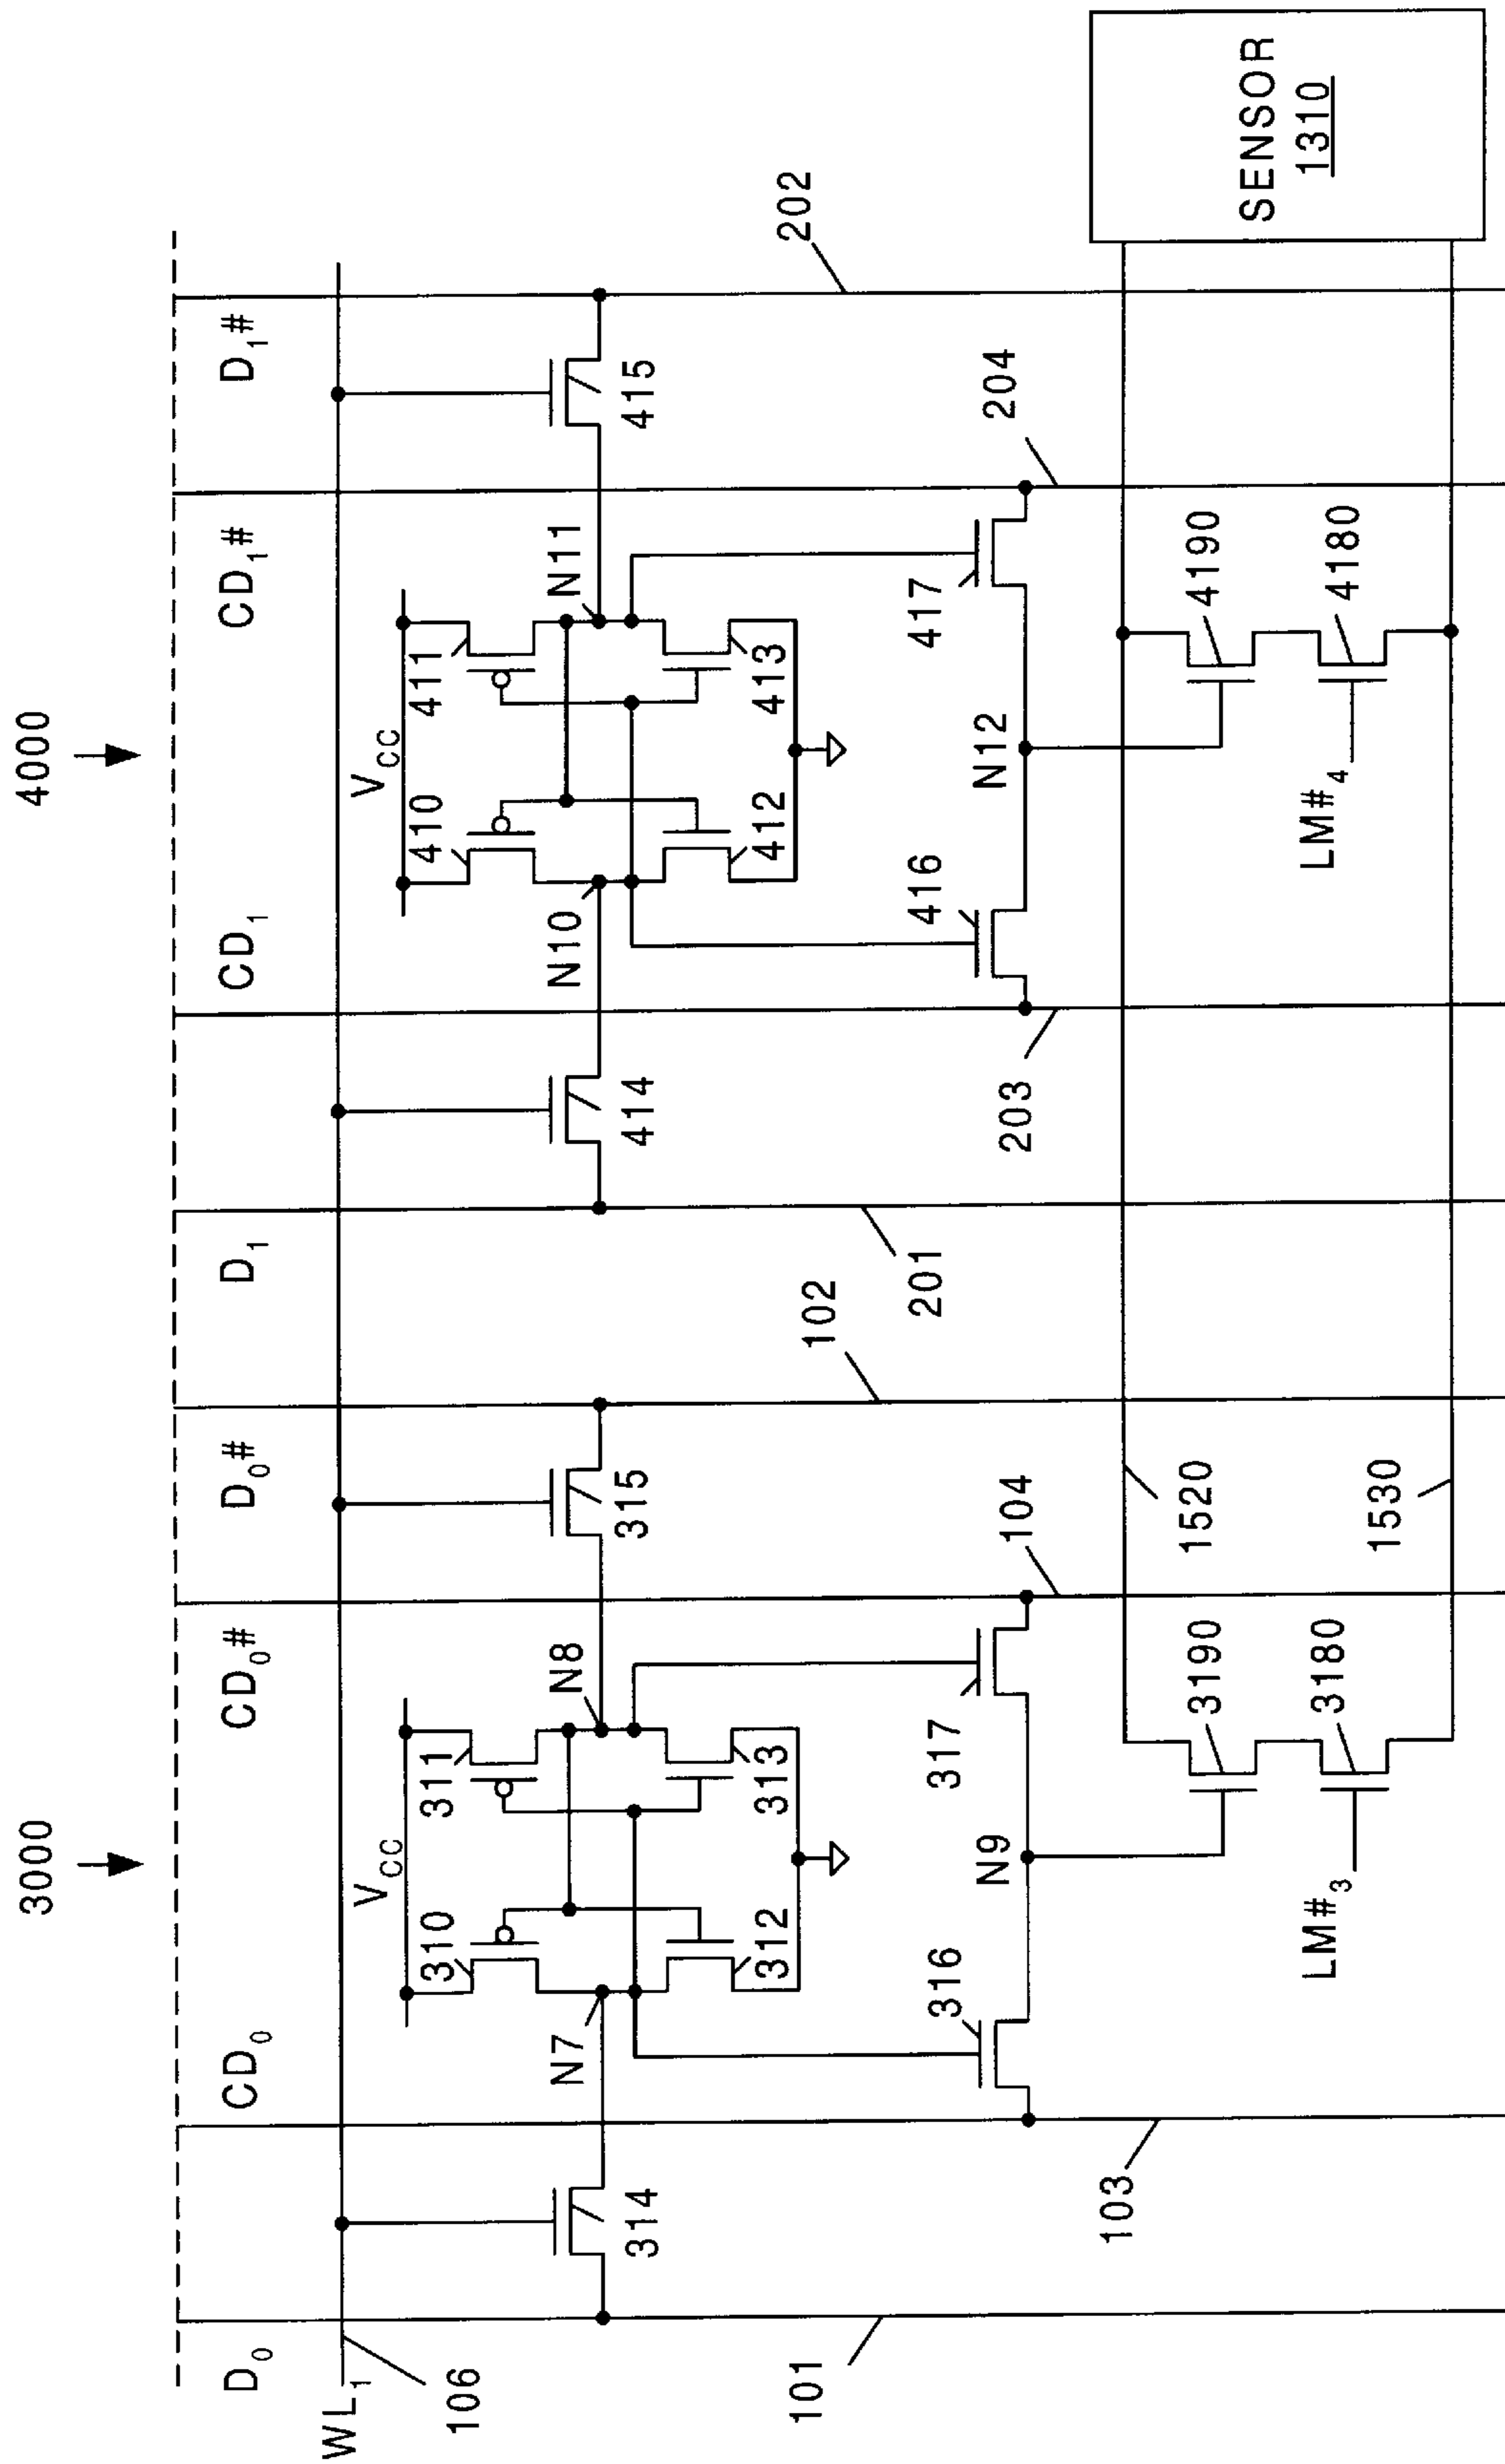 3000
4000
D₀
CD₀
CD₀#
D₀#
D₁
CD₁
CD₁#
D₁#
WL₁
106
V_CC
V_CC
310
311
410
411
N7
N8
N10
N11
314
312
313
315
414
412
413
415
101
102
201
202
316
317
416
417
N9
N12
103
104
203
204
3190
1520
4190
LM#₃
3180
1530
LM#₄
4180
SENSOR
1310